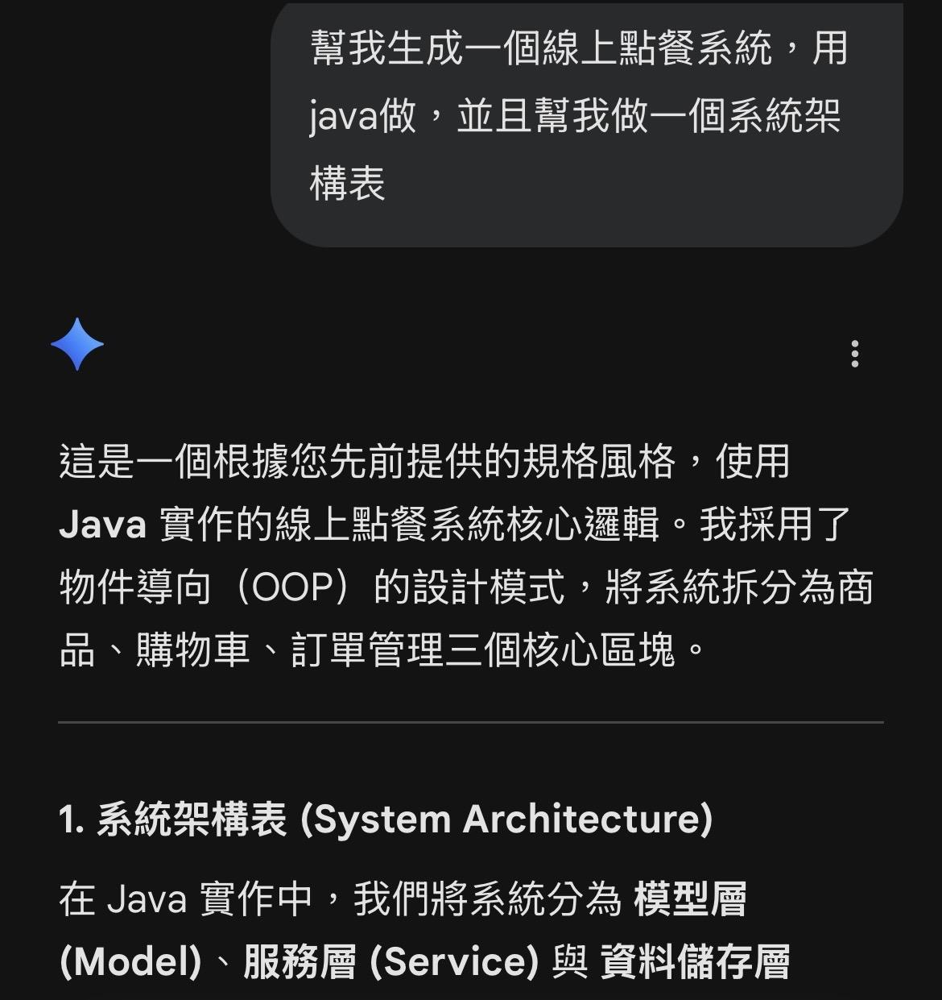 幫我生成一個線上點餐系統，用
java做，並且幫我做一個系統架
構表
這是一個根據您先前提供的規格風格，使用
Java 實作的線上點餐系統核心邏輯。我採用了
物件導向（OOP）的設計模式，將系統拆分為商
品、購物車、訂單管理三個核心區塊。
1. 系統架構表 (System Architecture)
在 Java 實作中，我們將系統分為 模型層
(Model)、服務層 (Service) 與 資料儲存層